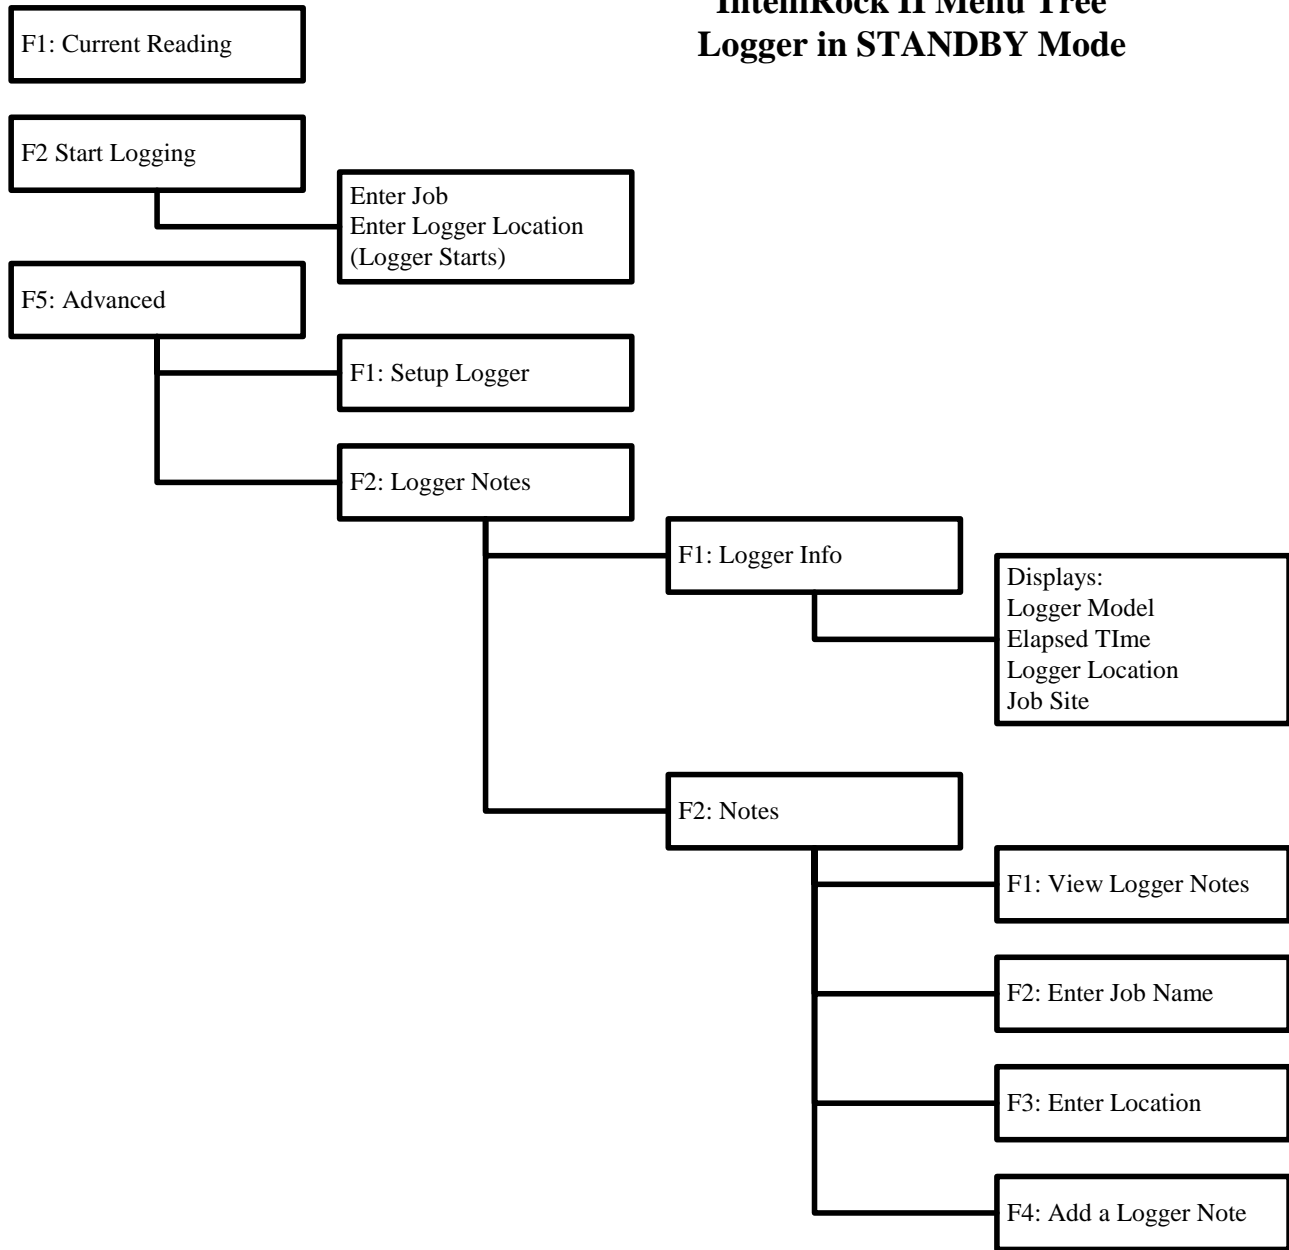 IntelliRock II Menu Tree
Logger in STANDBY Mode
F1: Current Reading
F2 Start Logging
Enter Job
Enter Logger Location
(Logger Starts)
F5: Advanced
F1: Setup Logger
F2: Logger Notes
F1: Logger Info
Displays:
Logger Model
Elapsed TIme
Logger Location
Job Site
F2: Notes
F1: View Logger Notes
F2: Enter Job Name
F3: Enter Location
F4: Add a Logger Note